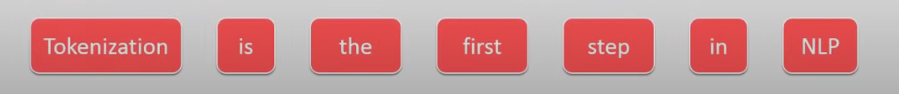 Tokenization is the first step in NLP